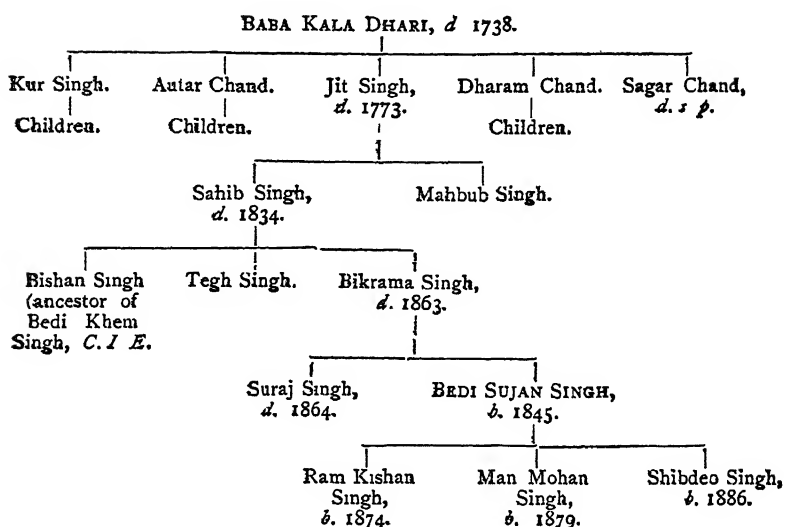 BABA KALA DHARI, d 1738.
Kur Singh. Autar Chand. Jit Singh, Dharam Chand. Sagar Chand,
d. 1773. d. s p.
Children. Children. Children.
Sahib Singh, Mahbub Singh.
d. 1834.
Bishan Singh Tegh Singh. Bikrama Singh,
(ancestor of d. 1863.
Bedi Khem
Singh, C. I E.
Suraj Singh, BEDI SUJAN SINGH,
d. 1864. b. 1845.
Ram Kishan Man Mohan Shibdeo Singh,
Singh, Singh, b. 1886.
b. 1874. b. 1879.